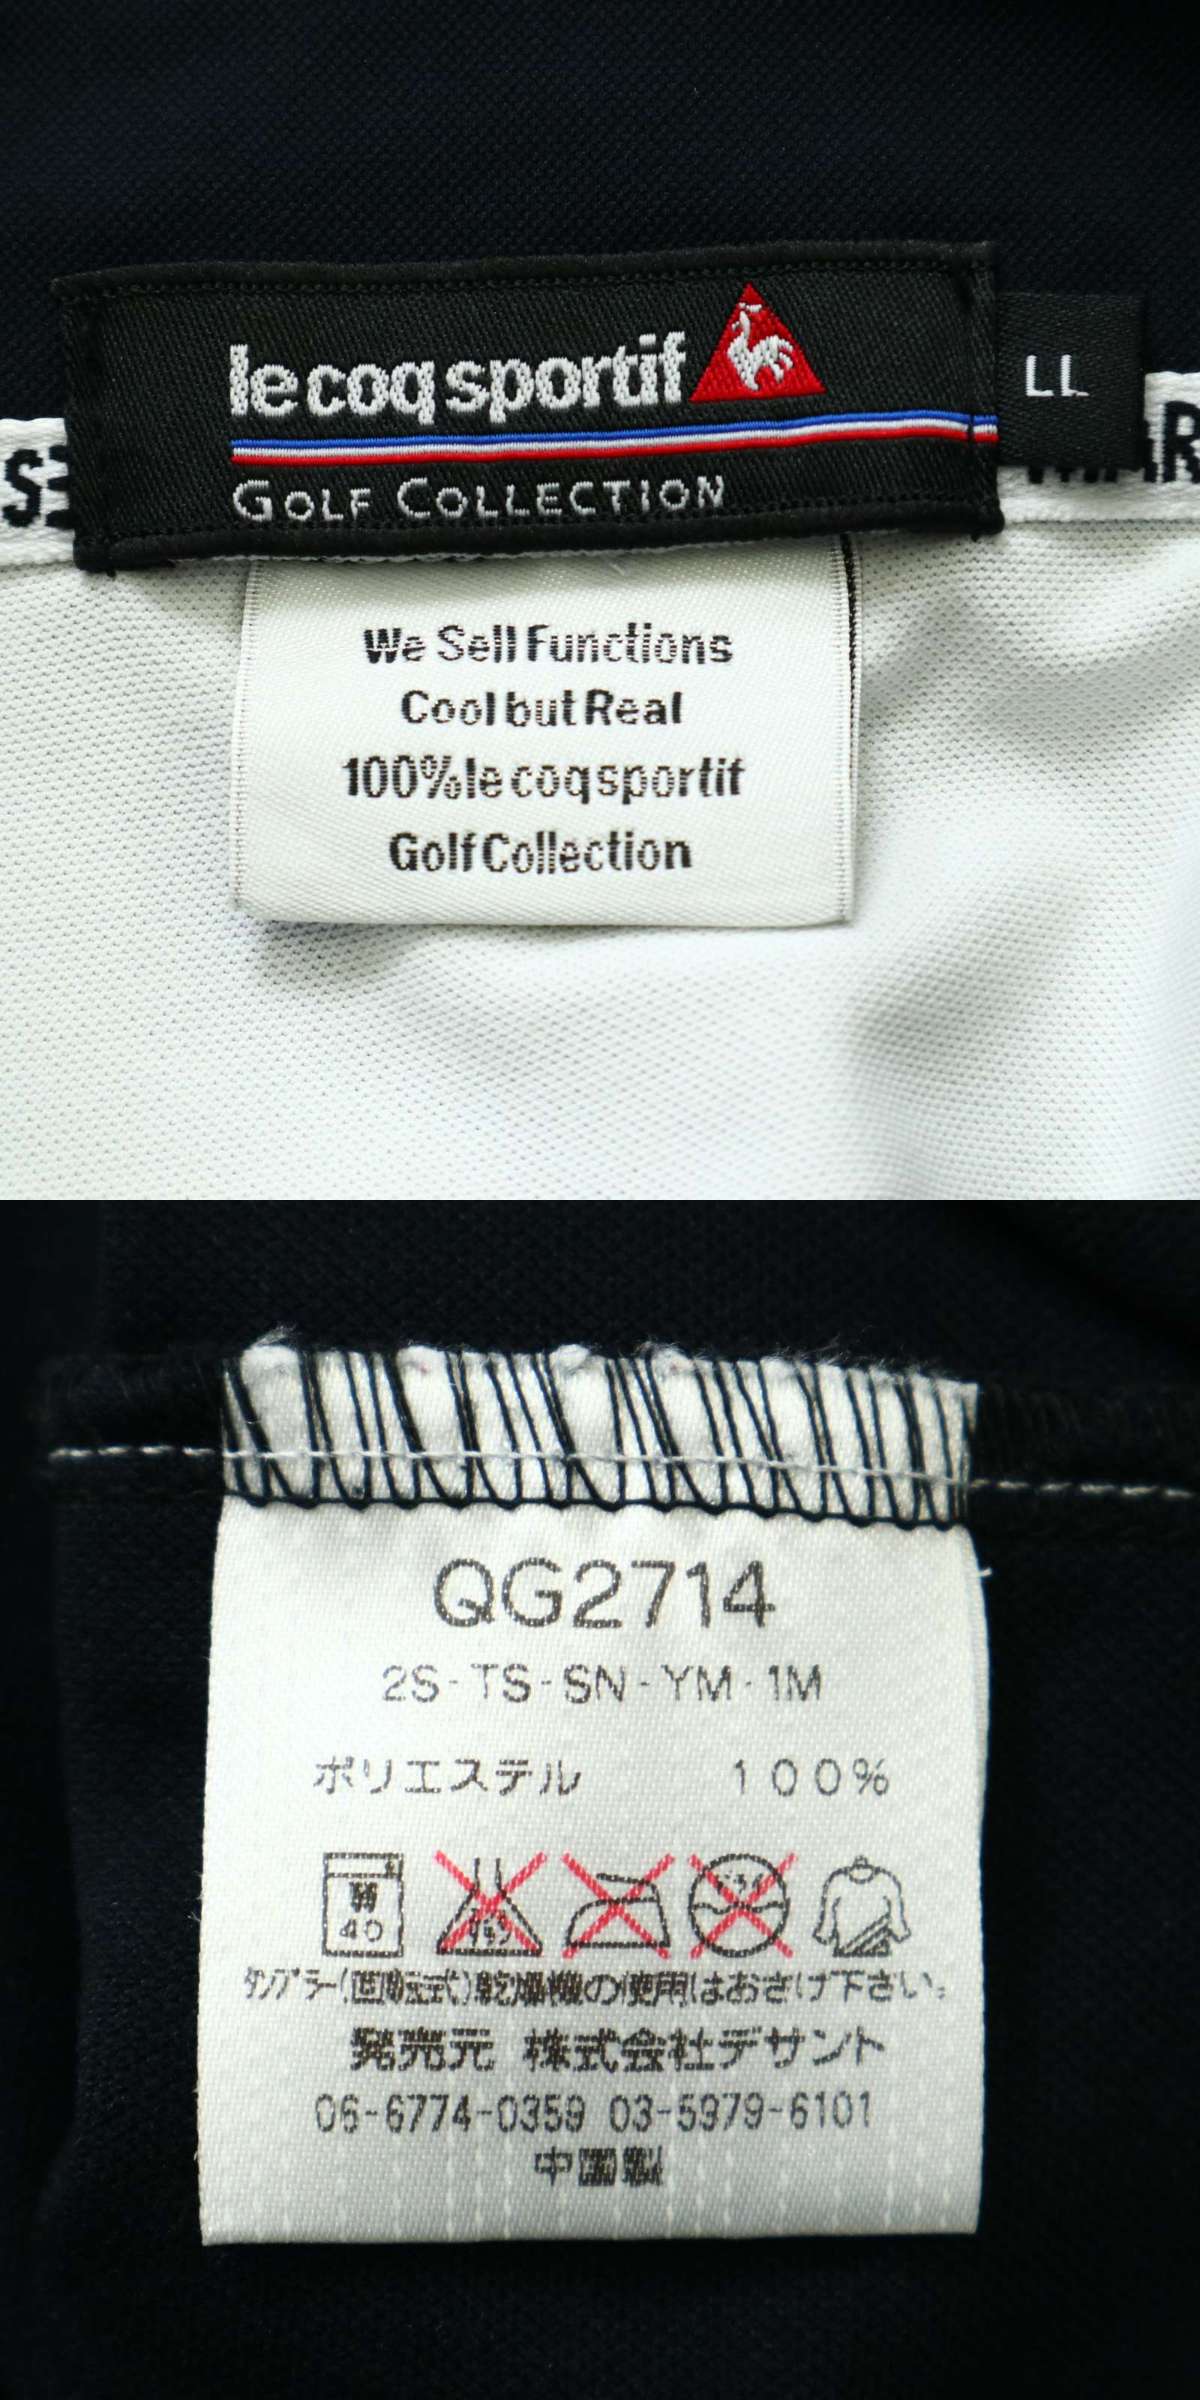 le coq sportif
LL
GOLF COLLECTION
We Sell Functions
Cool but Real
100% le coq sportif
Golf Collection
QG2714
2S-TS-SN-YM-1M
ポリエステル 100%
弱
40
タンブラー(回転式)乾燥機の使用はおさけ下さい。
発売元 株式会社デサント
06-6774-0359 03-5979-6101
中国製